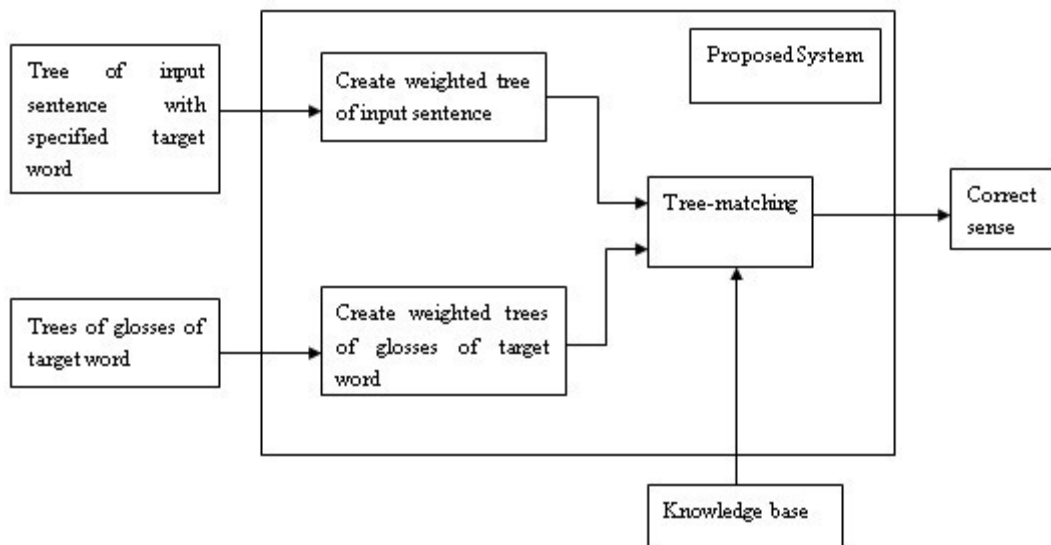 Tree of input
sentence with
specified target
word
Create weighted tree
of input sentence
Proposed System
Tree-matching
Correct
sense
Trees of glosses of
target word
Create weighted trees
of glosses of target
word
Knowledge base